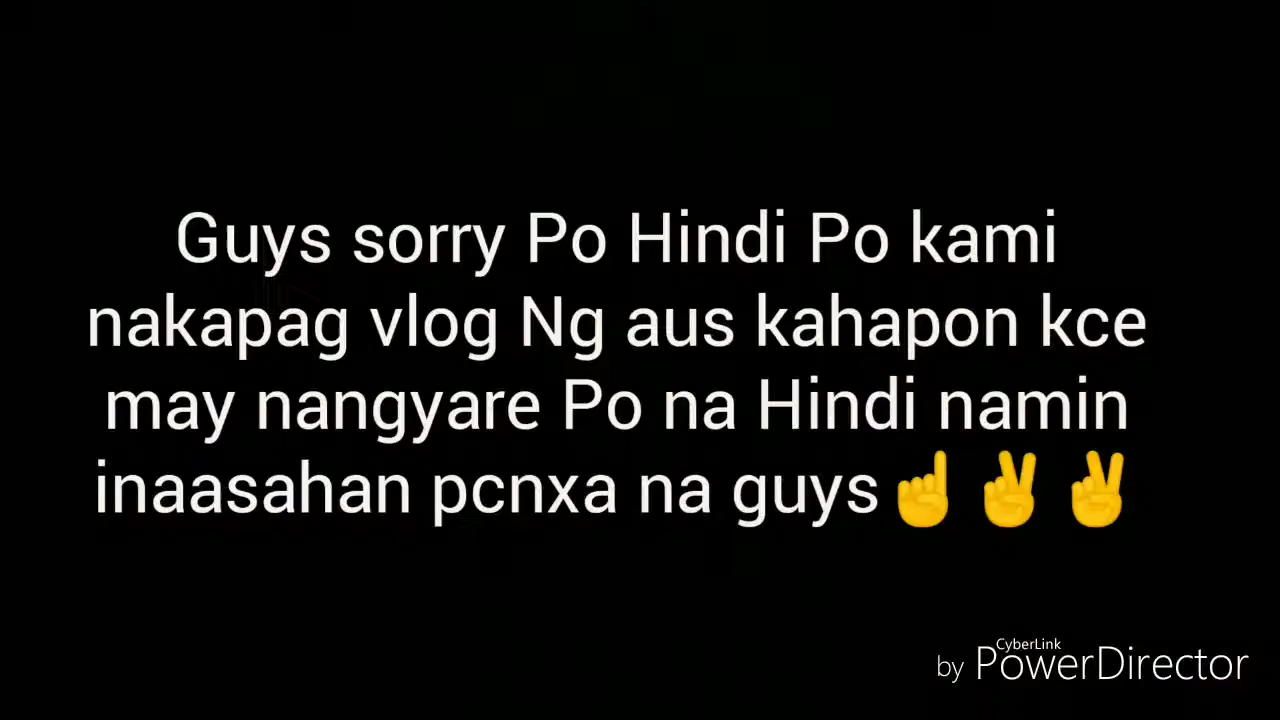 Guys sorry Po Hindi Po kami
nakapag vlog Ng aus kahapon kce
may nangyare Po na Hindi namin
inaasahan pcnxa na guys☝✌✌
CyberLink
by PowerDirector